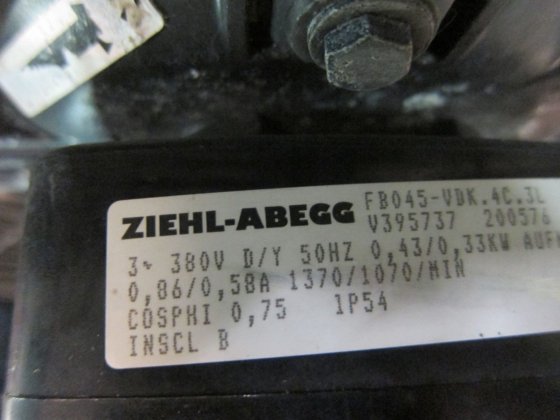 ZIEHL-ABEGG FB045-VDK.4C.3L
V395737 200576
3~ 380V D/Y 50HZ 0,43/0,33KW
0,86/0,58A 1370/1070/MIN
COSPHI 0,75 IP54
INSCL B